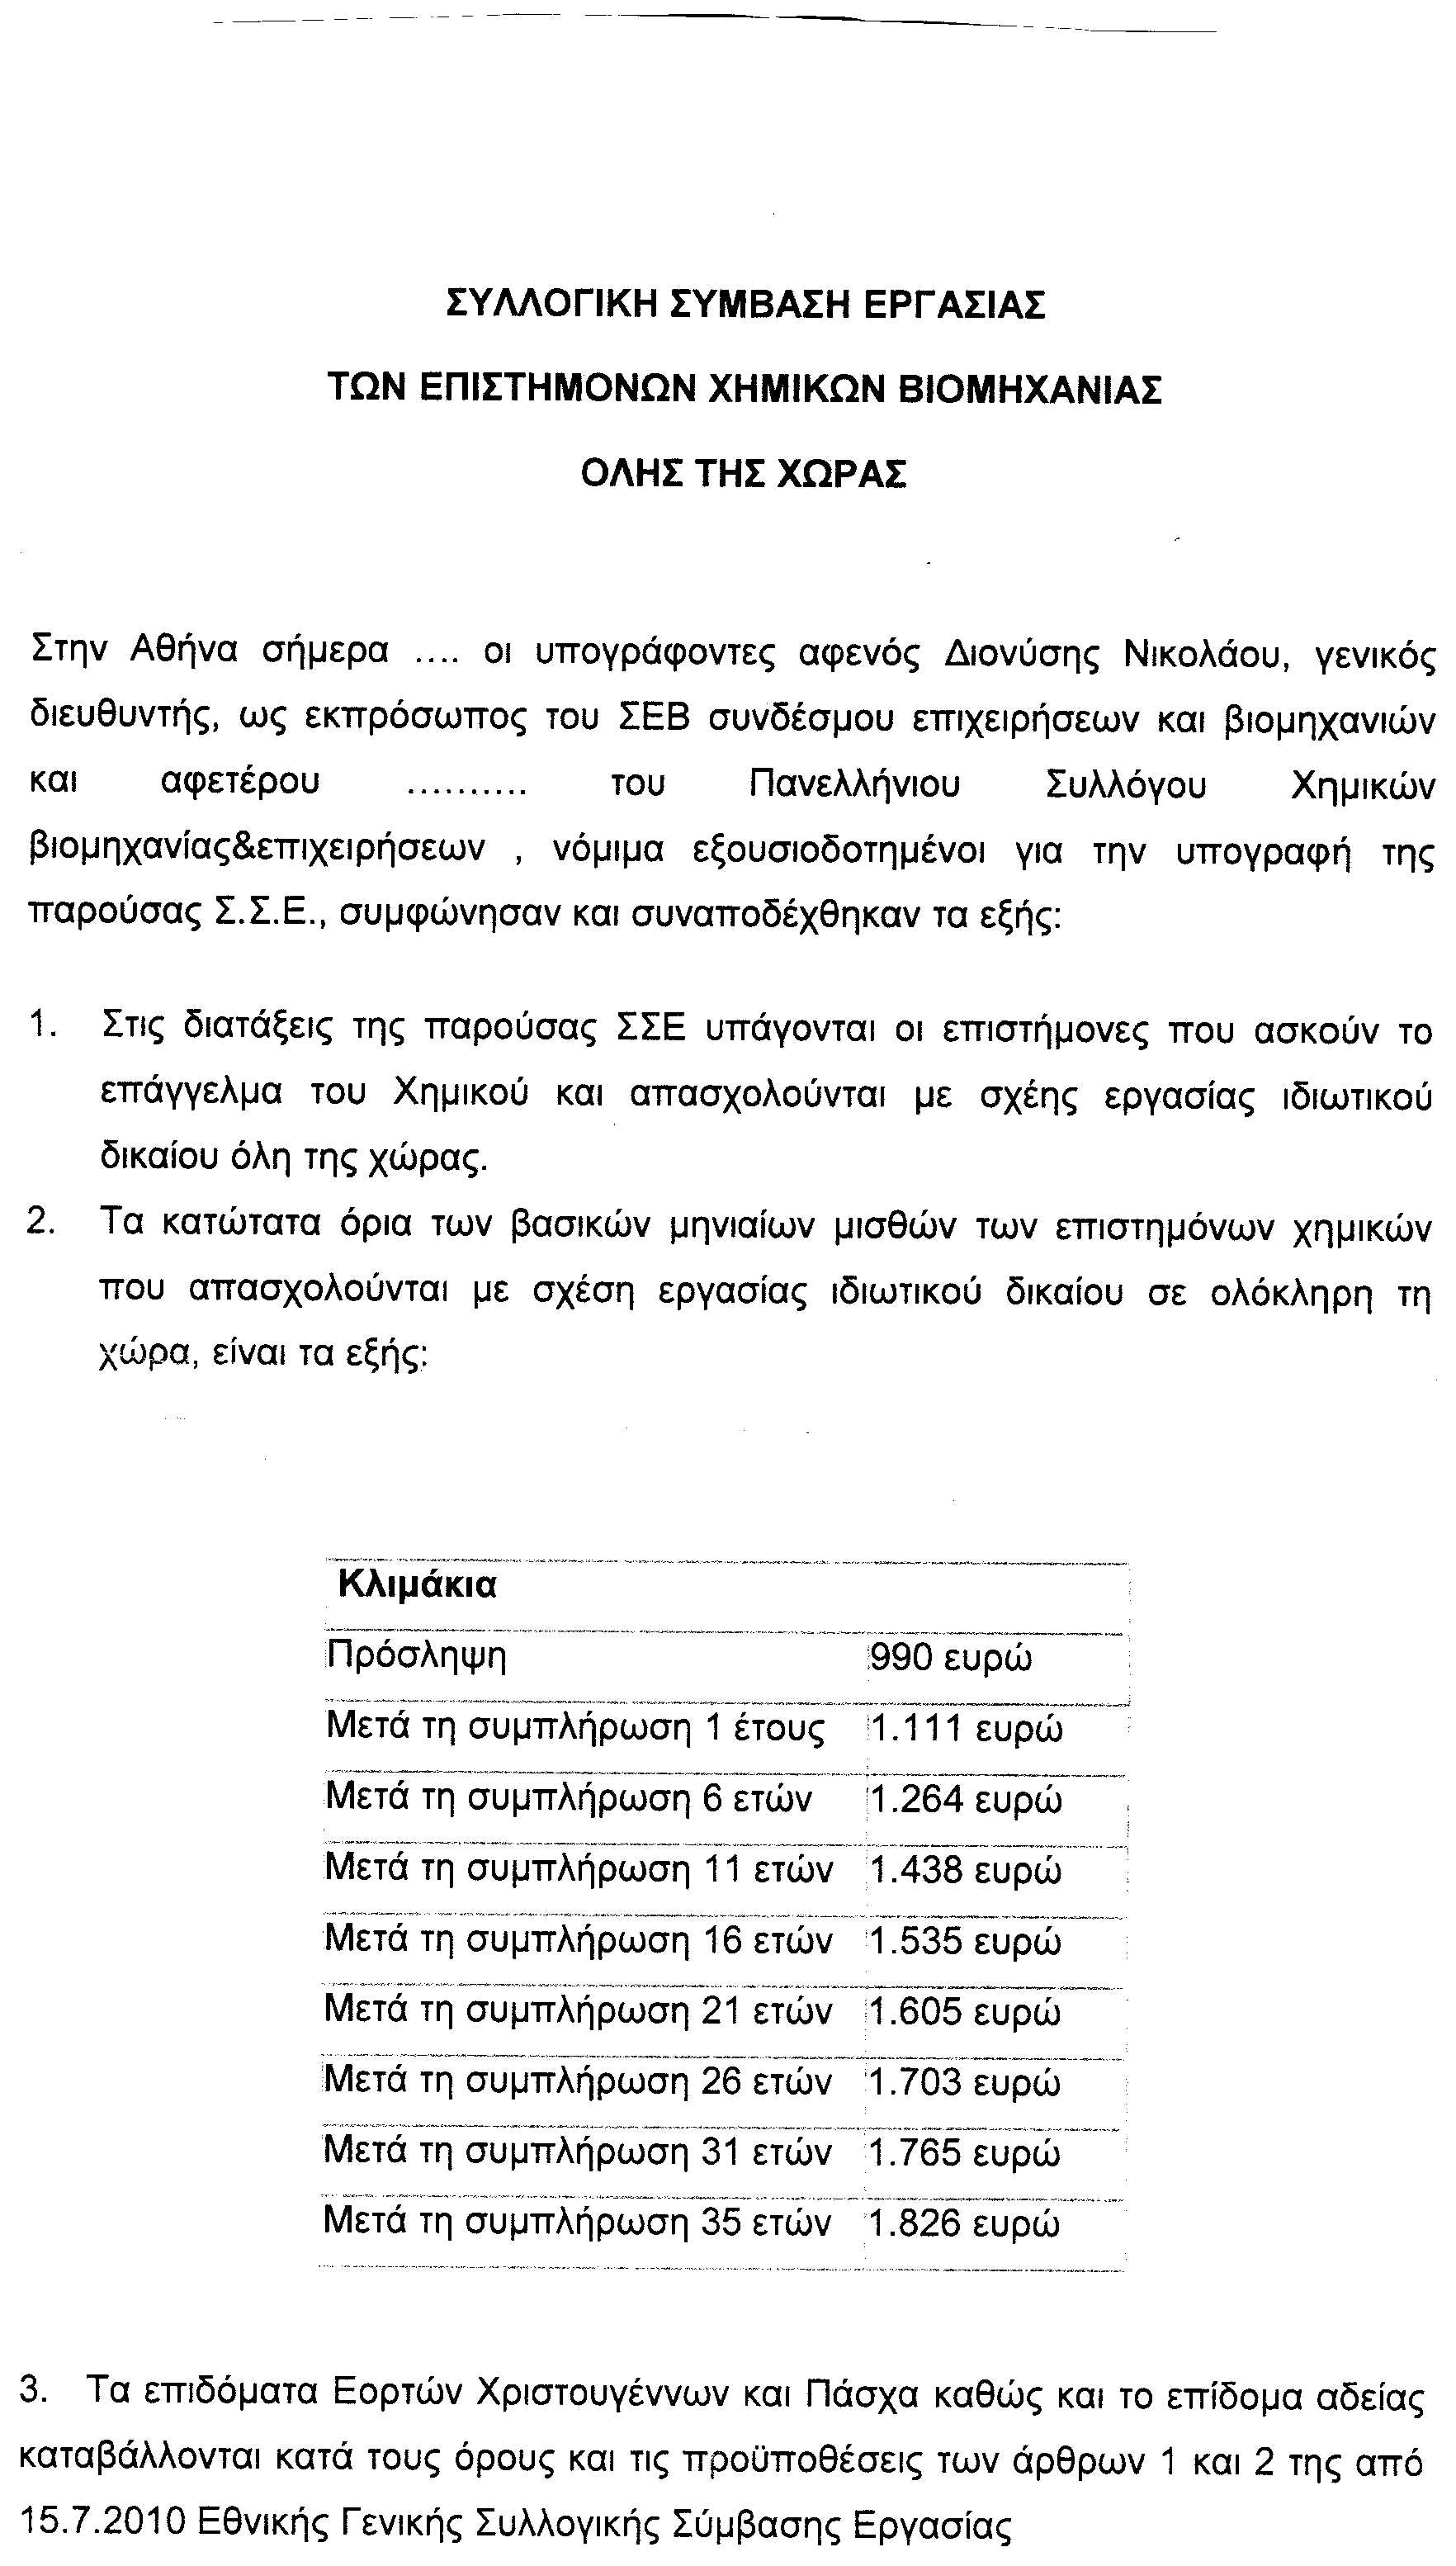 ΣΥΛΛΟΓΙΚΗ ΣΥΜΒΑΣΗ ΕΡΓΑΣΙΑΣ
ΤΩΝ ΕΠΙΣΤΗΜΟΝΩΝ ΧΗΜΙΚΩΝ ΒΙΟΜΗΧΑΝΙΑΣ
ΟΛΗΣ ΤΗΣ ΧΩΡΑΣ
Στην Αθήνα σήμερα .... οι υπογράφοντες αφενός Διονύσης Νικολάου, γενικός
διευθυντής, ως εκπρόσωπος του ΣΕΒ συνδέσμου επιχειρήσεων και βιομηχανιών
και αφετέρου .......... του Πανελλήνιου Συλλόγου Χημικών
βιομηχανίας&επιχειρήσεων , νόμιμα εξουσιοδοτημένοι για την υπογραφή της
παρούσας Σ.Σ.Ε., συμφώνησαν και συναποδέχθηκαν τα εξής:
1. Στις διατάξεις της παρούσας ΣΣΕ υπάγονται οι επιστήμονες που ασκούν το
επάγγελμα του Χημικού και απασχολούνται με σχέης εργασίας ιδιωτικού
δικαίου όλη της χώρας.
2. Τα κατώτατα όρια των βασικών μηνιαίων μισθών των επιστημόνων χημικών
που απασχολούνται με σχέση εργασίας ιδιωτικού δικαίου σε ολόκληρη τη
χώρα, είναι τα εξής:
Κλιμάκια
Πρόσληψη 990 ευρώ
Μετά τη συμπλήρωση 1 έτους 1.111 ευρώ
Μετά τη συμπλήρωση 6 ετών 1.264 ευρώ
Μετά τη συμπλήρωση 11 ετών 1.438 ευρώ
Μετά τη συμπλήρωση 16 ετών 1.535 ευρώ
Μετά τη συμπλήρωση 21 ετών 1.605 ευρώ
Μετά τη συμπλήρωση 26 ετών 1.703 ευρώ
Μετά τη συμπλήρωση 31 ετών 1.765 ευρώ
Μετά τη συμπλήρωση 35 ετών 1.826 ευρώ
3. Τα επιδόματα Εορτών Χριστουγέννων και Πάσχα καθώς και το επίδομα αδείας
καταβάλλονται κατά τους όρους και τις προϋποθέσεις των άρθρων 1 και 2 της από
15.7.2010 Εθνικής Γενικής Συλλογικής Σύμβασης Εργασίας